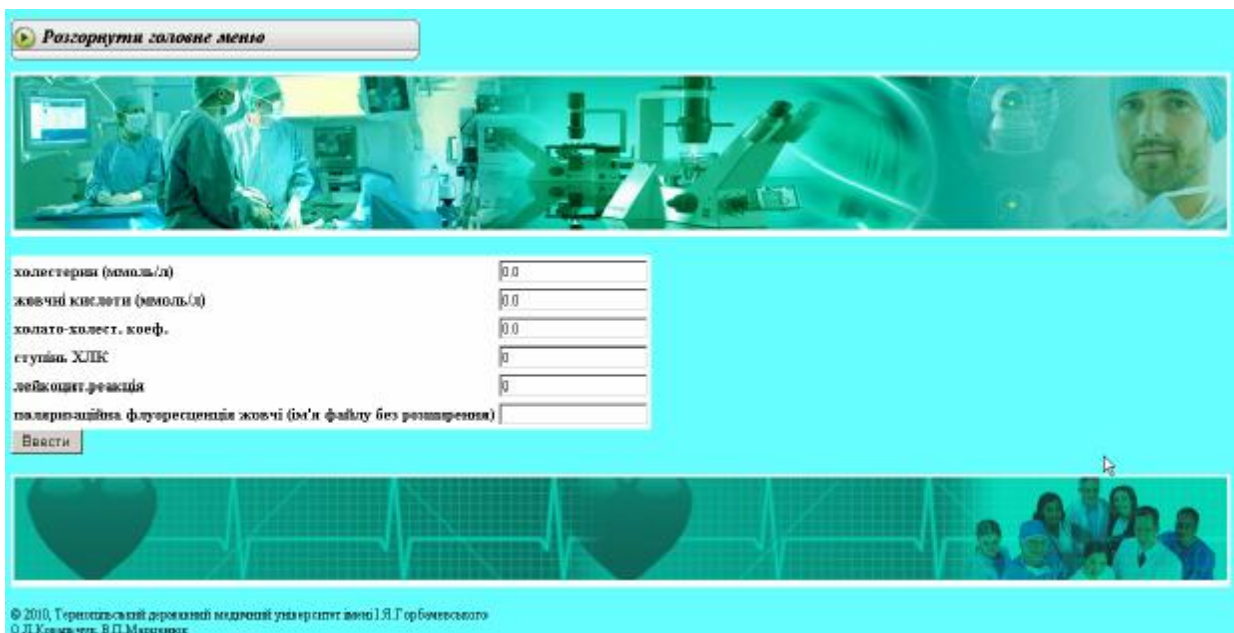 Розгорнути головне меню
холестерин (ммоль/л)
0.0
жовчні кислоти (ммоль/л)
0.0
холато-холест. коеф.
0.0
ступінь ХЛК
0
лейкоцит.реакція
0
поляризаційна флуоресценція жовчі (ім'я файлу без розширення)
Ввести
© 2010, Тернопільський державний медичний університет імені І.Я.Горбачевського
О.Л.Ковальчук, В.П.Марценюк